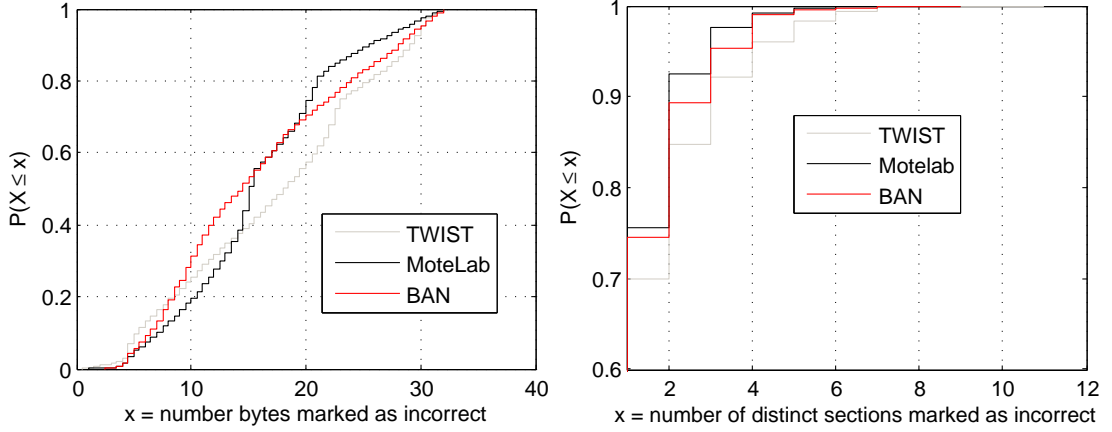 P(X ≤ x)
1
0.8
0.6
0.4
0.2
0
0
10
20
30
40
x = number bytes marked as incorrect
TWIST
MoteLab
BAN
P(X ≤ x)
1
0.9
0.8
0.7
0.6
2
4
6
8
10
12
x = number of distinct sections marked as incorrect
TWIST
Motelab
BAN